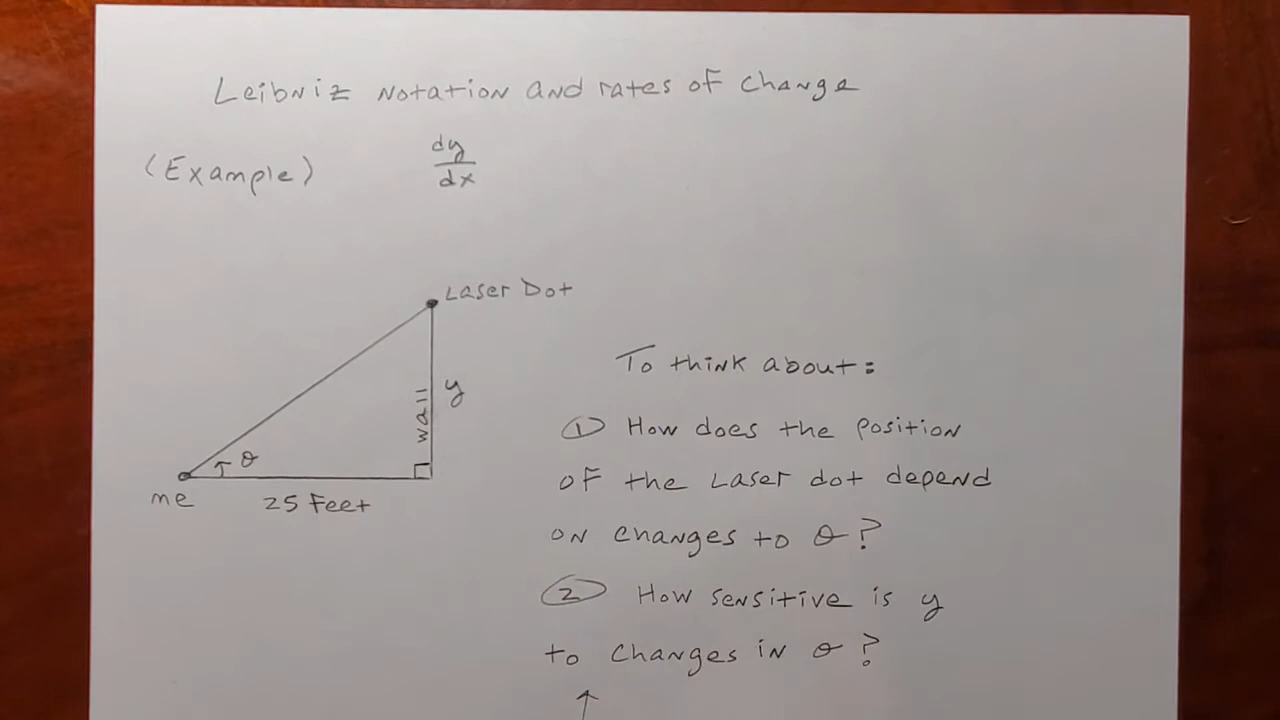 Leibniz notation and rates of change
(Example)
dy
dx
Laser Dot
wall
y
θ
me
25 Feet
To think about:
① How does the position
of the Laser dot depend
on changes to θ?
② How sensitive is y
to changes in θ?